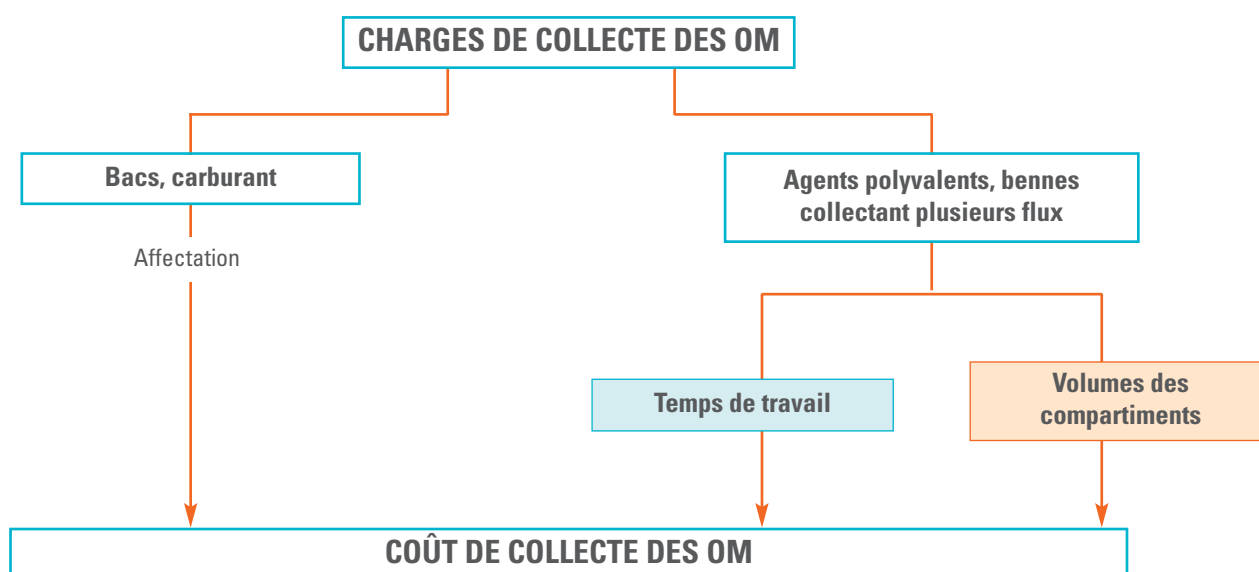 CHARGES DE COLLECTE DES OM
Bacs, carburant
Agents polyvalents, bennes
collectant plusieurs flux
Affectation
Temps de travail
Volumes des
compartiments
COÛT DE COLLECTE DES OM